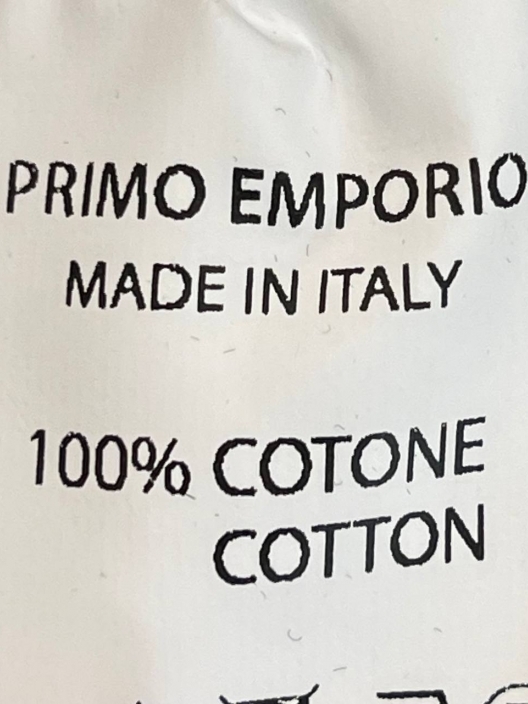 PRIMO EMPORIO
MADE IN ITALY
100% COTONE
COTTON